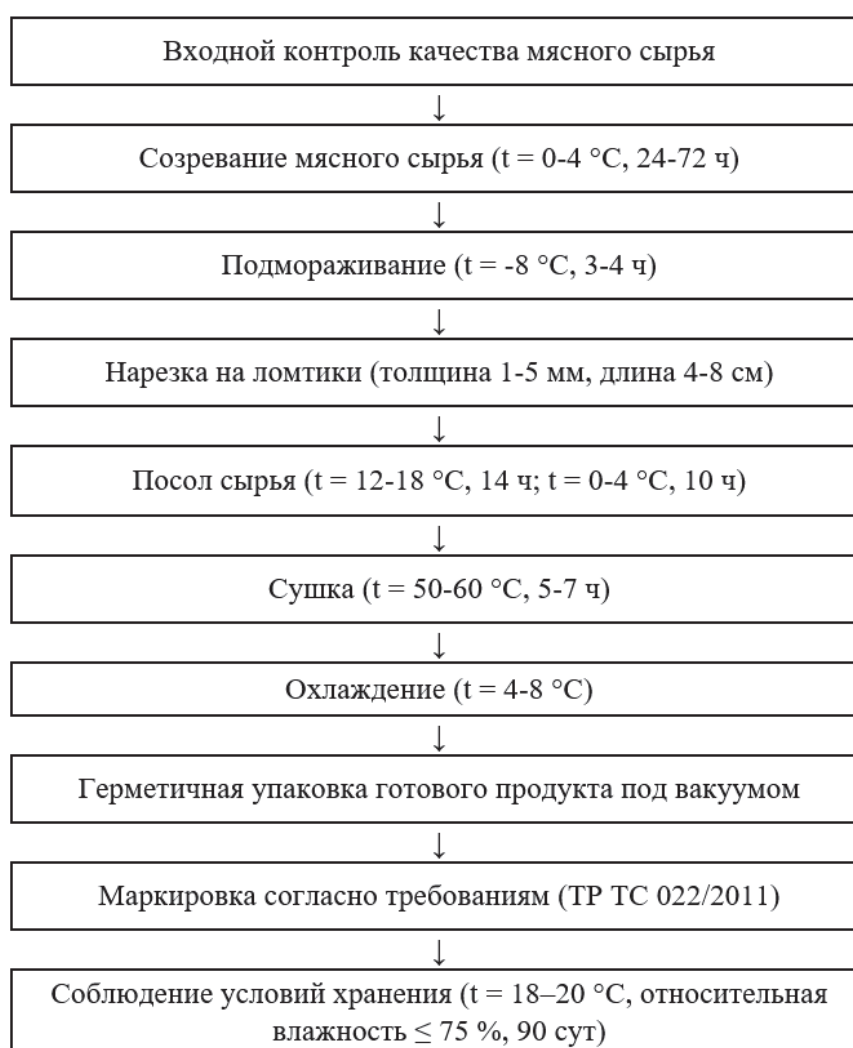 Входной контроль качества мясного сырья
↓
Созревание мясного сырья (t = 0-4 °C, 24-72 ч)
↓
Подмораживание (t = -8 °C, 3-4 ч)
↓
Нарезка на ломтики (толщина 1-5 мм, длина 4-8 см)
↓
Посол сырья (t = 12-18 °C, 14 ч; t = 0-4 °C, 10 ч)
↓
Сушка (t = 50-60 °C, 5-7 ч)
↓
Охлаждение (t = 4-8 °C)
↓
Герметичная упаковка готового продукта под вакуумом
↓
Маркировка согласно требованиям (ТР ТС 022/2011)
↓
Соблюдение условий хранения (t = 18–20 °C, относительная
влажность ≤ 75 %, 90 сут)